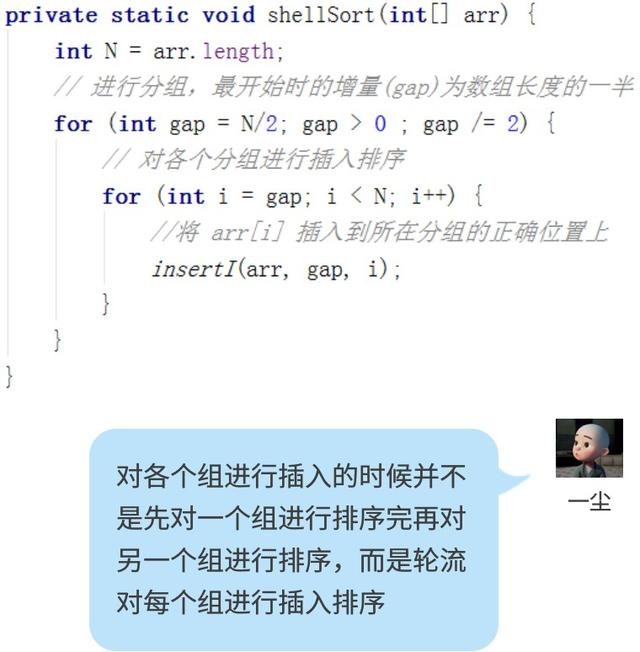 private static void shellSort(int[] arr) {
int N = arr.length;
// 进行分组，最开始时的增量(gap)为数组长度的一半
for (int gap = N/2; gap > 0 ; gap /= 2) {
// 对各个分组进行插入排序
for (int i = gap; i < N; i++) {
//将 arr[i] 插入到所在分组的正确位置上
insertI(arr, gap, i);
}
}
}
对各个组进行插入的时候并不
是先对一个组进行排序完再对
另一个组进行排序，而是轮流
对每个组进行插入排序
一尘